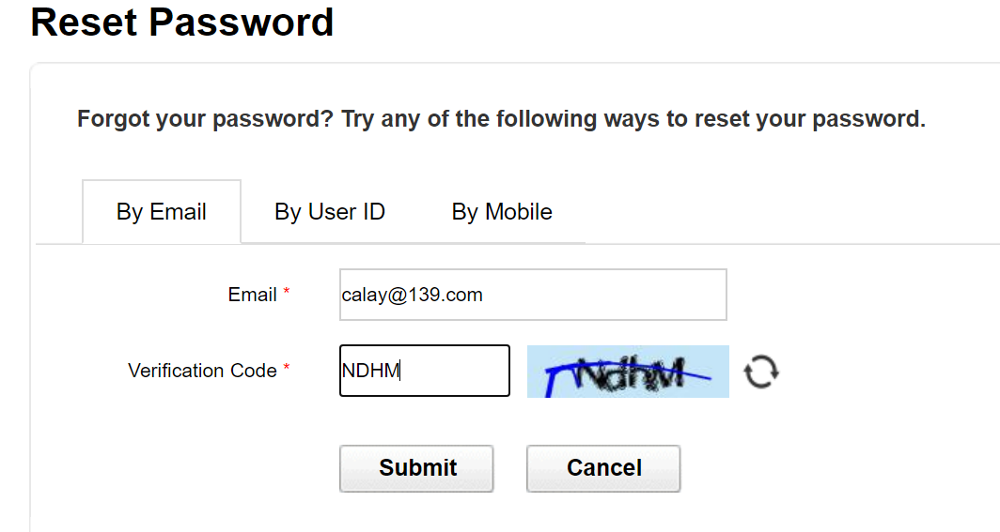 Reset Password
Forgot your password? Try any of the following ways to reset your password.
By Email By User ID By Mobile
Email * calay@139.com
Verification Code * NDHM NdhM
Submit Cancel